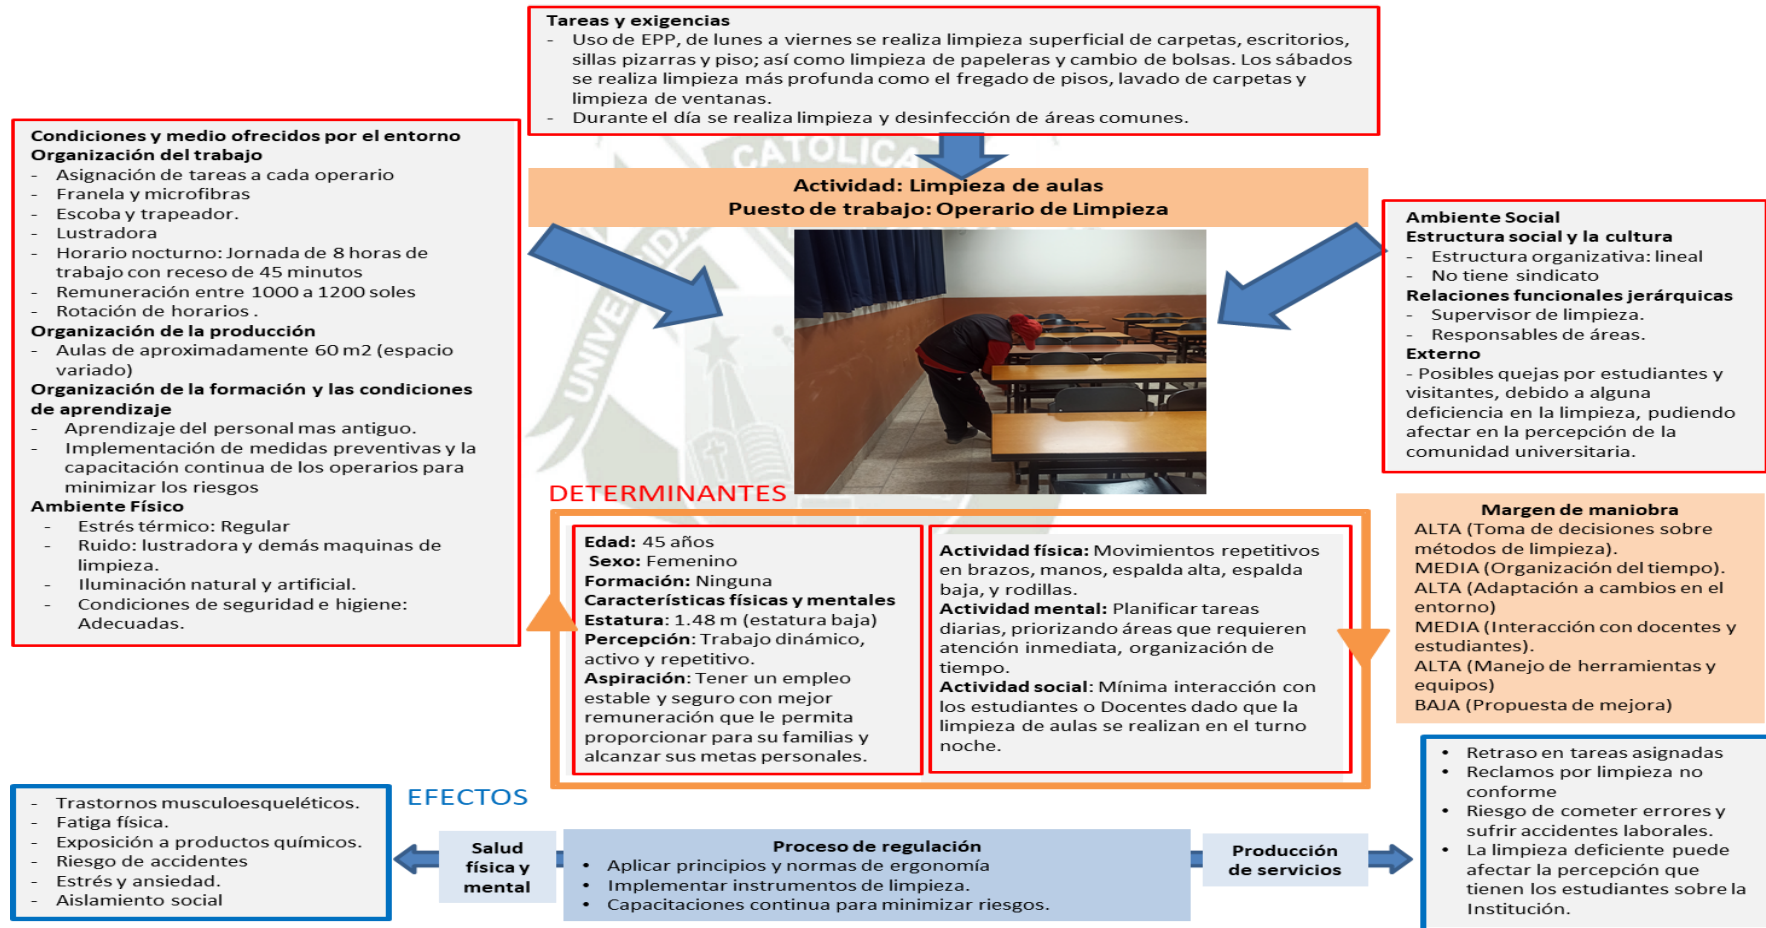 Tareas y exigencias
- Uso de EPP, de lunes a viernes se realiza limpieza superficial de carpetas, escritorios,
sillas pizarras y piso; así como limpieza de papeleras y cambio de bolsas. Los sábados
se realiza limpieza más profunda como el fregado de pisos, lavado de carpetas y
limpieza de ventanas.
- Durante el día se realiza limpieza y desinfección de áreas comunes.
Condiciones y medio ofrecidos por el entorno
Organización del trabajo
- Asignación de tareas a cada operario
- Franela y microfibras
- Escoba y trapeador.
- Lustradora
- Horario nocturno: Jornada de 8 horas de
trabajo con receso de 45 minutos
- Remuneración entre 1000 a 1200 soles
- Rotación de horarios .
Organización de la producción
- Aulas de aproximadamente 60 m2 (espacio
variado)
Organización de la formación y las condiciones
de aprendizaje
- Aprendizaje del personal mas antiguo.
- Implementación de medidas preventivas y la
capacitación continua de los operarios para
minimizar los riesgos
Ambiente Físico
- Estrés térmico: Regular
- Ruido: lustradora y demás maquinas de
limpieza.
- Iluminación natural y artificial.
- Condiciones de seguridad e higiene:
Adecuadas.
CATOLICA
Actividad: Limpieza de aulas
Puesto de trabajo: Operario de Limpieza
Ambiente Social
Estructura social y la cultura
- Estructura organizativa: lineal
- No tiene sindicato
Relaciones funcionales jerárquicas
- Supervisor de limpieza.
- Responsables de áreas.
Externo
- Posibles quejas por estudiantes y
visitantes, debido a alguna
deficiencia en la limpieza, pudiendo
afectar en la percepción de la
comunidad universitaria.
DETERMINANTES
Edad: 45 años
Sexo: Femenino
Formación: Ninguna
Características físicas y mentales
Estatura: 1.48 m (estatura baja)
Percepción: Trabajo dinámico,
activo y repetitivo.
Aspiración: Tener un empleo
estable y seguro con mejor
remuneración que le permita
proporcionar para su familias y
alcanzar sus metas personales.
Actividad física: Movimientos repetitivos
en brazos, manos, espalda alta, espalda
baja, y rodillas.
Actividad mental: Planificar tareas
diarias, priorizando áreas que requieren
atención inmediata, organización de
tiempo.
Actividad social: Mínima interacción con
los estudiantes o Docentes dado que la
limpieza de aulas se realizan en el turno
noche.
Margen de maniobra
ALTA (Toma de decisiones sobre
métodos de limpieza).
MEDIA (Organización del tiempo).
ALTA (Adaptación a cambios en el
entorno)
MEDIA (Interacción con docentes y
estudiantes).
ALTA (Manejo de herramientas y
equipos)
BAJA (Propuesta de mejora)
EFECTOS
- Trastornos musculoesqueléticos.
- Fatiga física.
- Exposición a productos químicos.
- Riesgo de accidentes
- Estrés y ansiedad.
- Aislamiento social
Salud
física y
mental
Proceso de regulación
• Aplicar principios y normas de ergonomía
• Implementar instrumentos de limpieza.
• Capacitaciones continua para minimizar riesgos.
Producción
de servicios
• Retraso en tareas asignadas
• Reclamos por limpieza no
conforme
• Riesgo de cometer errores y
sufrir accidentes laborales.
• La limpieza deficiente puede
afectar la percepción que
tienen los estudiantes sobre la
Institución.